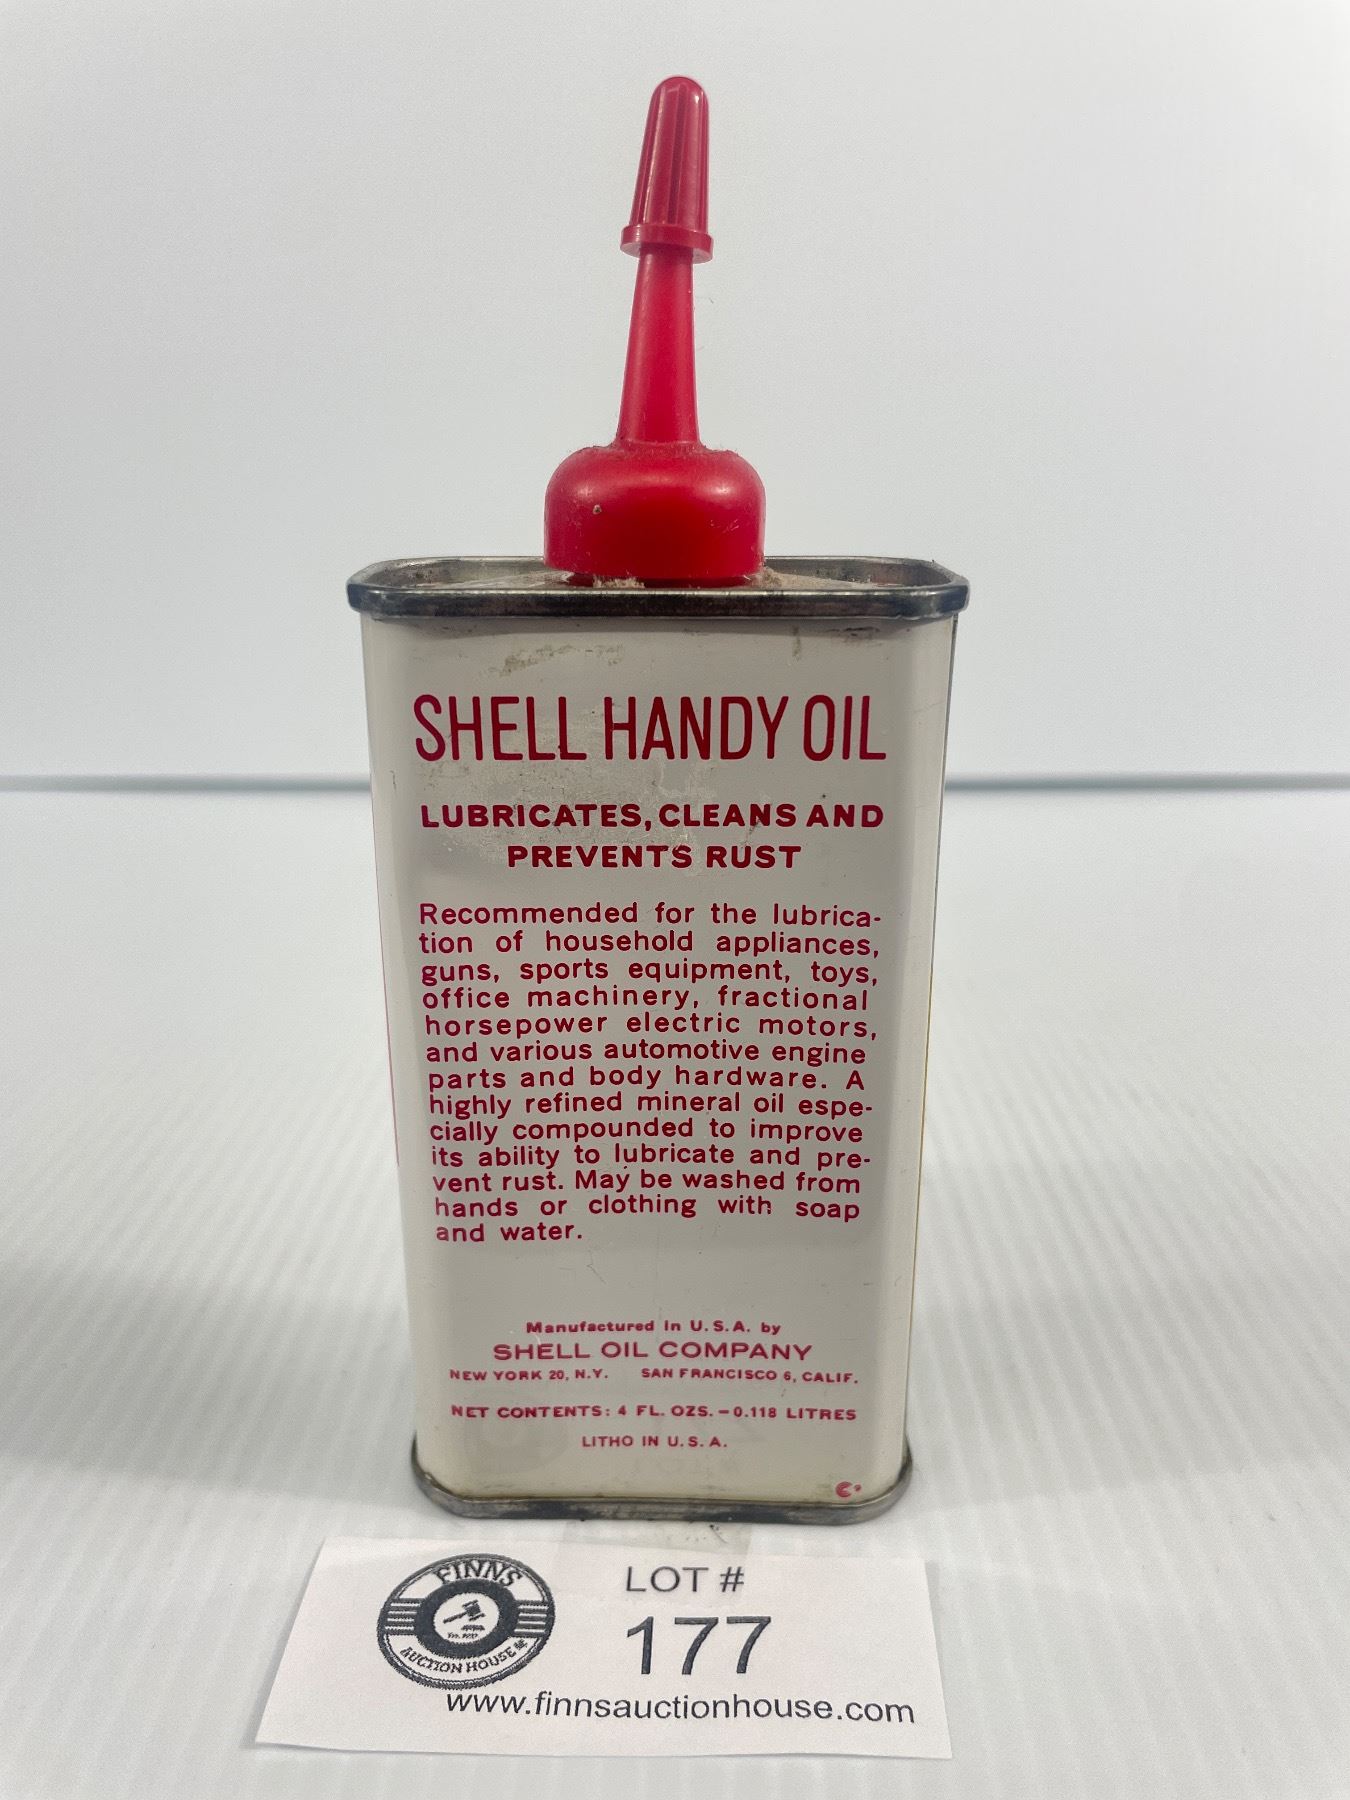 SHELL HANDY OIL
LUBRICATES, CLEANS AND
PREVENTS RUST
Recommended for the lubrica-
tion of household appliances,
guns, sports equipment, toys,
office machinery, fractional
horsepower electric motors,
and various automotive engine
parts and body hardware. A
highly refined mineral oil espe-
cially compounded to improve
its ability to lubricate and pre-
vent rust. May be washed from
hands or clothing with soap
and water.
Manufactured in U.S.A. by
SHELL OIL COMPANY
NEW YORK 20, N.Y. SAN FRANCISCO 6, CALIF.
NET CONTENTS: 4 FL. OZS. – 0.118 LITRES
LITHO IN U.S.A.
FINNS
AUCTION HOUSE
LOT #
177
www.finnsauctionhouse.com